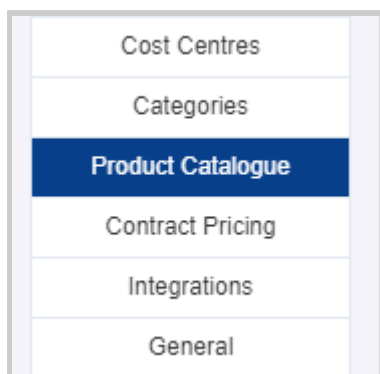 Cost Centres
Categories
Product Catalogue
Contract Pricing
Integrations
General